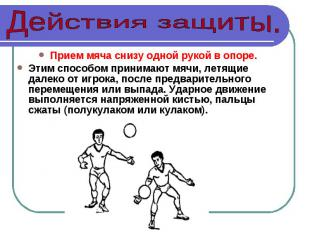 Действия защиты.
Прием мяча снизу одной рукой в опоре.
Этим способом принимают мячи, летящие
далеко от игрока, после предварительного
перемещения или выпада. Ударное движение
выполняется напряженной кистью, пальцы
сжаты (полукулаком или кулаком).